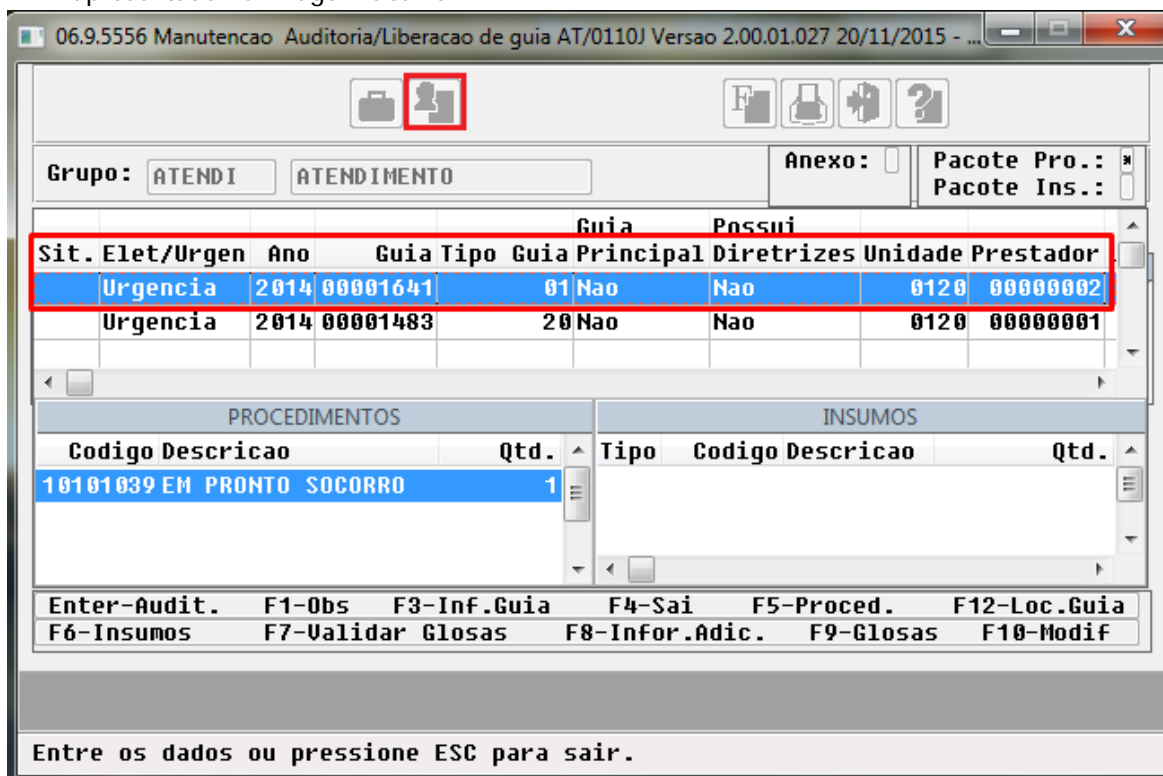 06.9.5556 Manutencao Auditoria/Liberacao de guia AT/0110J Versao 2.00.01.027 20/11/2015 - ...
Grupo: ATENDI ATENDIMENTO Anexo: Pacote Pro.: *
Pacote Ins.:
Guia Possui
Sit. Elet/Urgen Ano Guia Tipo Guia Principal Diretrizes Unidade Prestador
Urgencia 2014 00001641 01 Nao Nao 0120 00000002
Urgencia 2014 00001483 20 Nao Nao 0120 00000001
PROCEDIMENTOS INSUMOS
Codigo Descricao Qtd. Tipo Codigo Descricao Qtd.
10101039 EM PRONTO SOCORRO 1
Enter-Audit. F1-Obs F3-Inf.Guia F4-Sai F5-Proced. F12-Loc.Guia
F6-Insumos F7-Validar Glosas F8-Infor.Adic. F9-Glosas F10-Modif
Entre os dados ou pressione ESC para sair.